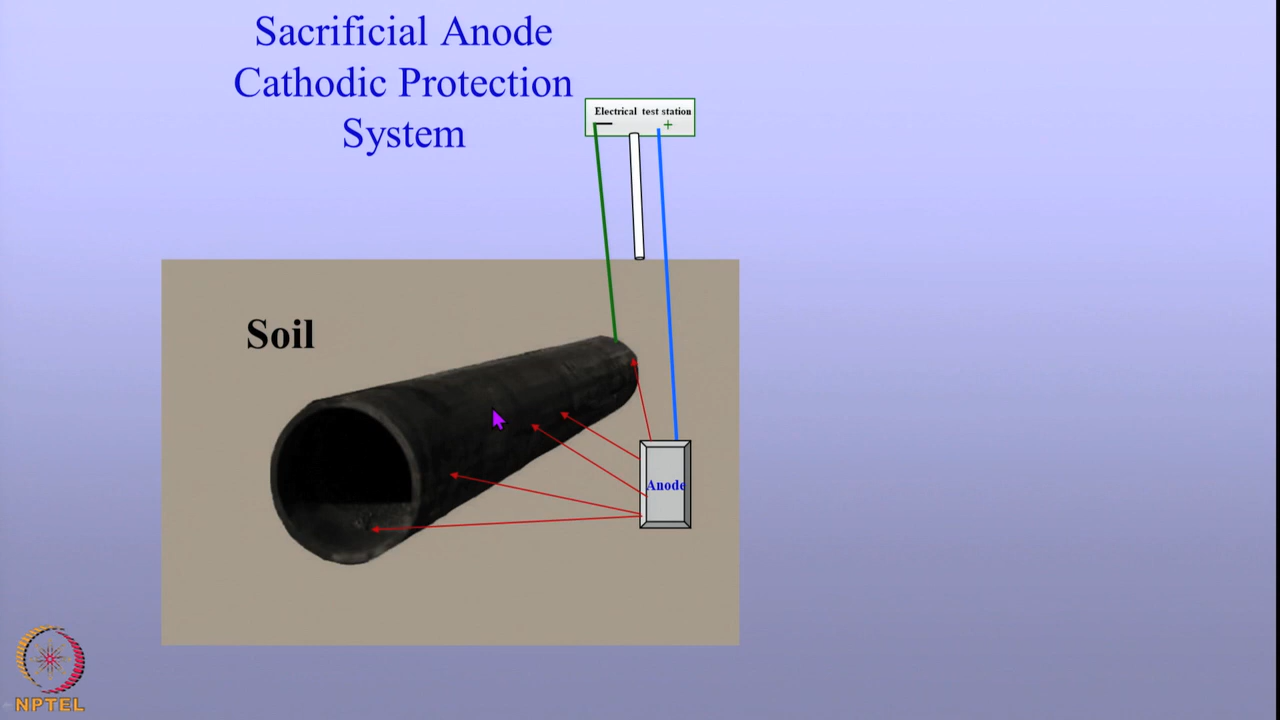 Sacrificial Anode
Cathodic Protection
System
Electrical test station
− +
Soil
Anode
NPTEL